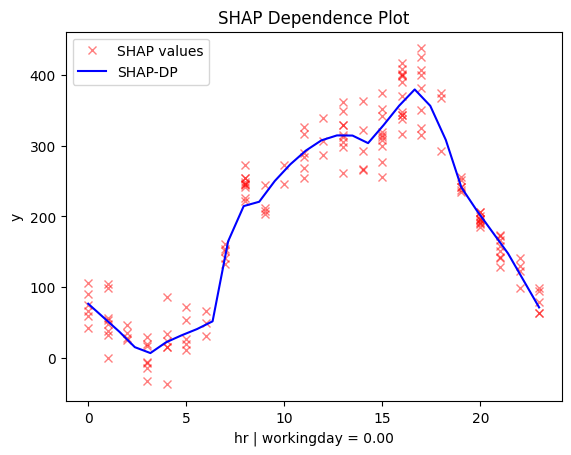 SHAP Dependence Plot
SHAP values
SHAP-DP
400
300
200
100
0
y
0 5 10 15 20
hr | workingday = 0.00